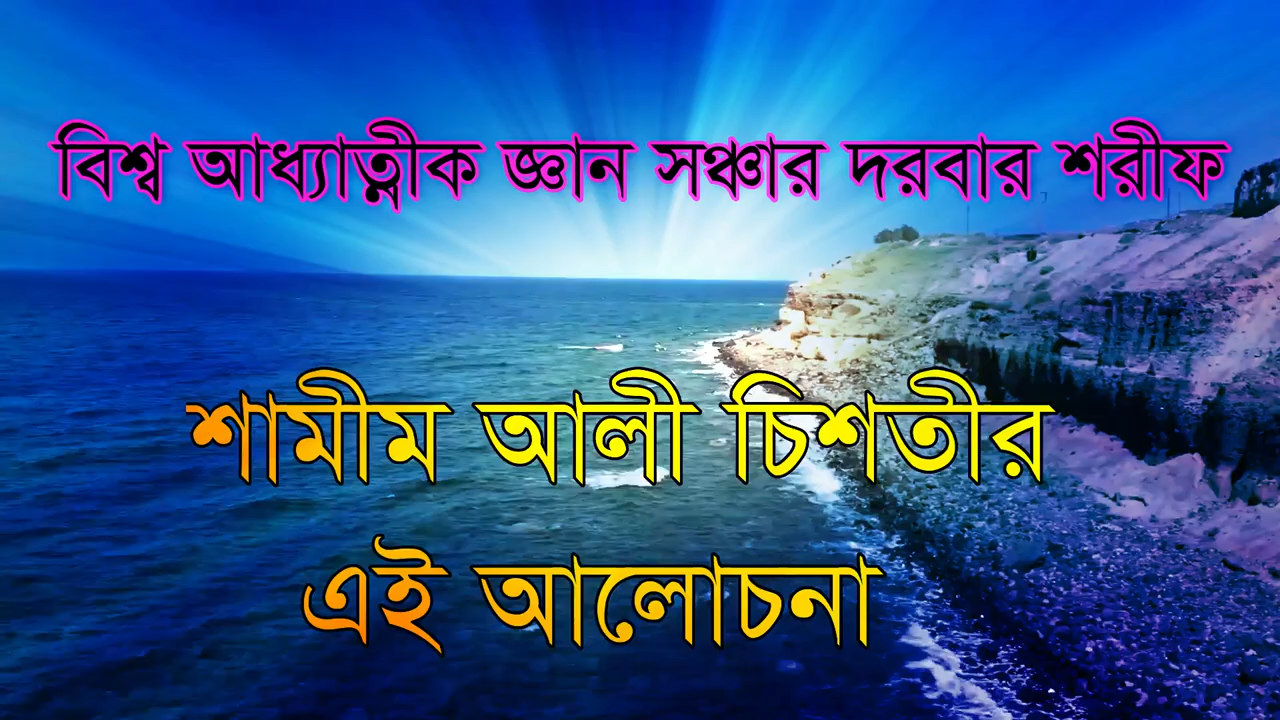 বিশ্ব আধ্যাত্নীক জ্ঞান সঞ্চার দরবার শরীফ
শামীম আলী চিশতীর
এই আলোচনা